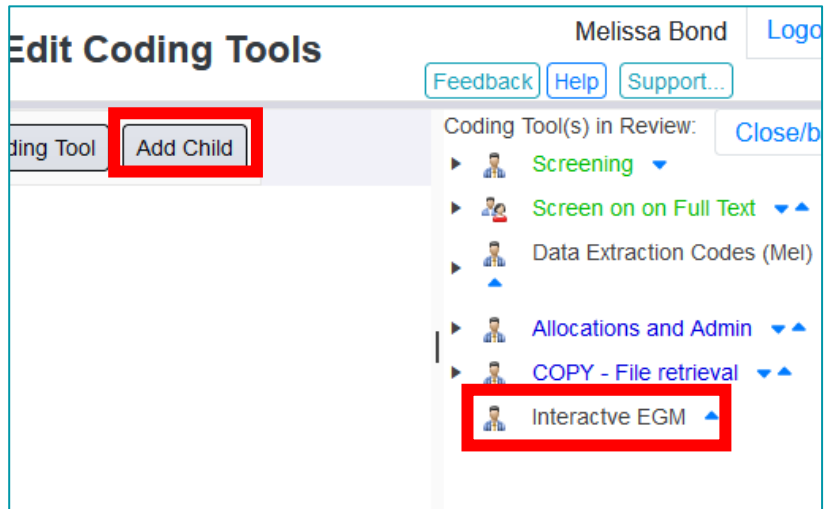 Edit Coding Tools
Melissa Bond Logo
Feedback Help Support...
ding Tool Add Child
Coding Tool(s) in Review: Close/b
Screening
Screen on on Full Text
Data Extraction Codes (Mel)
Allocations and Admin
COPY - File retrieval
Interactve EGM